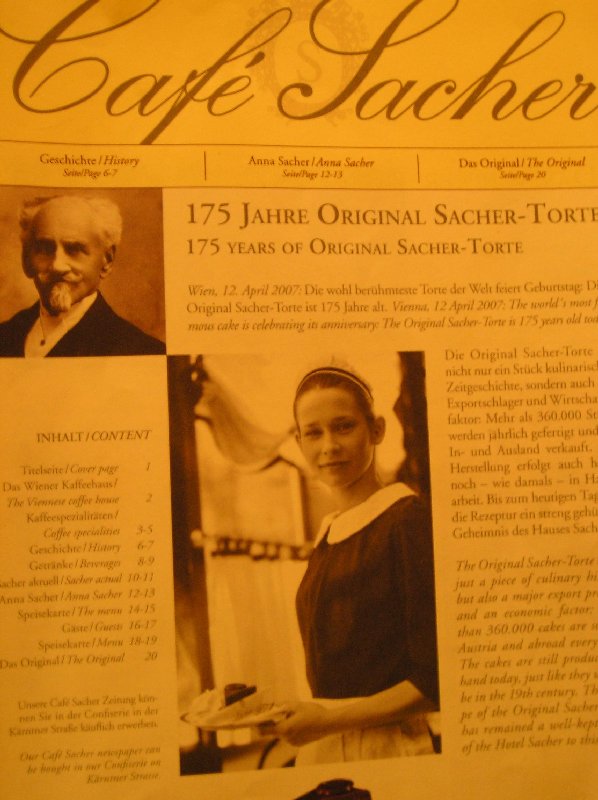 Café Sacher
S
Geschichte / History
Seite/Page 6-7
Anna Sacher / Anna Sacher
Seite/Page 12-13
Das Original / The Original
Seite/Page 20
175 JAHRE ORIGINAL SACHER-TORTE
175 YEARS OF ORIGINAL SACHER-TORTE
Wien, 12. April 2007: Die wohl berühmteste Torte der Welt feiert Geburtstag: Di
Original Sacher-Torte ist 175 Jahre alt. Vienna, 12 April 2007: The world's most f
mous cake is celebrating its anniversary: The Original Sacher-Torte is 175 years old tod
INHALT / CONTENT
Titelseite / Cover page 1
Das Wiener Kaffeehaus /
The Viennese coffee house 2
Kaffeespezialitäten /
Coffee specialities 3-5
Geschichte / History 6-7
Getränke / Beverages 8-9
Sacher aktuell / Sacher actual 10-11
Anna Sacher / Anna Sacher 12-13
Speisekarte / The menu 14-15
Gäste / Guests 16-17
Speisekarte / Menu 18-19
Das Original / The Original 20
Unsere Café Sacher Zeitung kön-
nen Sie in der Confiserie in der
Kärntner Straße käuflich erwerben.
Our Café Sacher newspaper can
be bought in our Confiserie on
Kärntner Strasse.
Die Original Sacher-Torte
nicht nur ein Stück kulinarisch
Zeitgeschichte, sondern auch
Exportschlager und Wirtscha
faktor: Mehr als 360.000 St
werden jährlich gefertigt und
In- und Ausland verkauft.
Herstellung erfolgt auch h
noch – wie damals – in Ha
arbeit. Bis zum heutigen Tag
die Rezeptur ein streng gehü
Geheimnis des Hauses Sach
The Original Sacher-Torte
just a piece of culinary hi
but also a major export pr
and an economic factor:
than 360.000 cakes are s
Austria and abroad every
The cakes are still produ
hand today, just like they u
be in the 19th century. Th
pe of the Original Sacher
has remained a well-kept
of the Hotel Sacher to thi